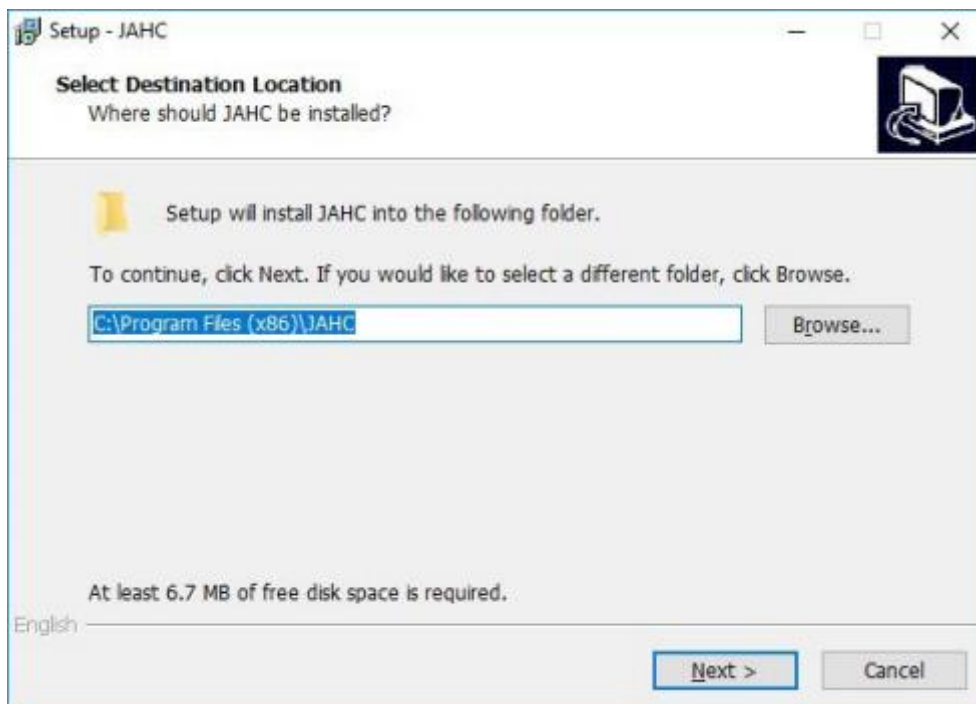 Setup - JAHC
Select Destination Location
Where should JAHC be installed?
Setup will install JAHC into the following folder.
To continue, click Next. If you would like to select a different folder, click Browse.
C:\Program Files (x86)\JAHC
Browse...
At least 6.7 MB of free disk space is required.
English
Next >
Cancel